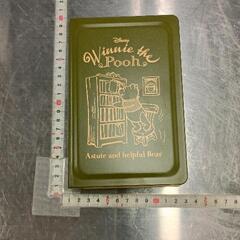 Disney
Winnie the
Pooh
Astute and helpful Bear